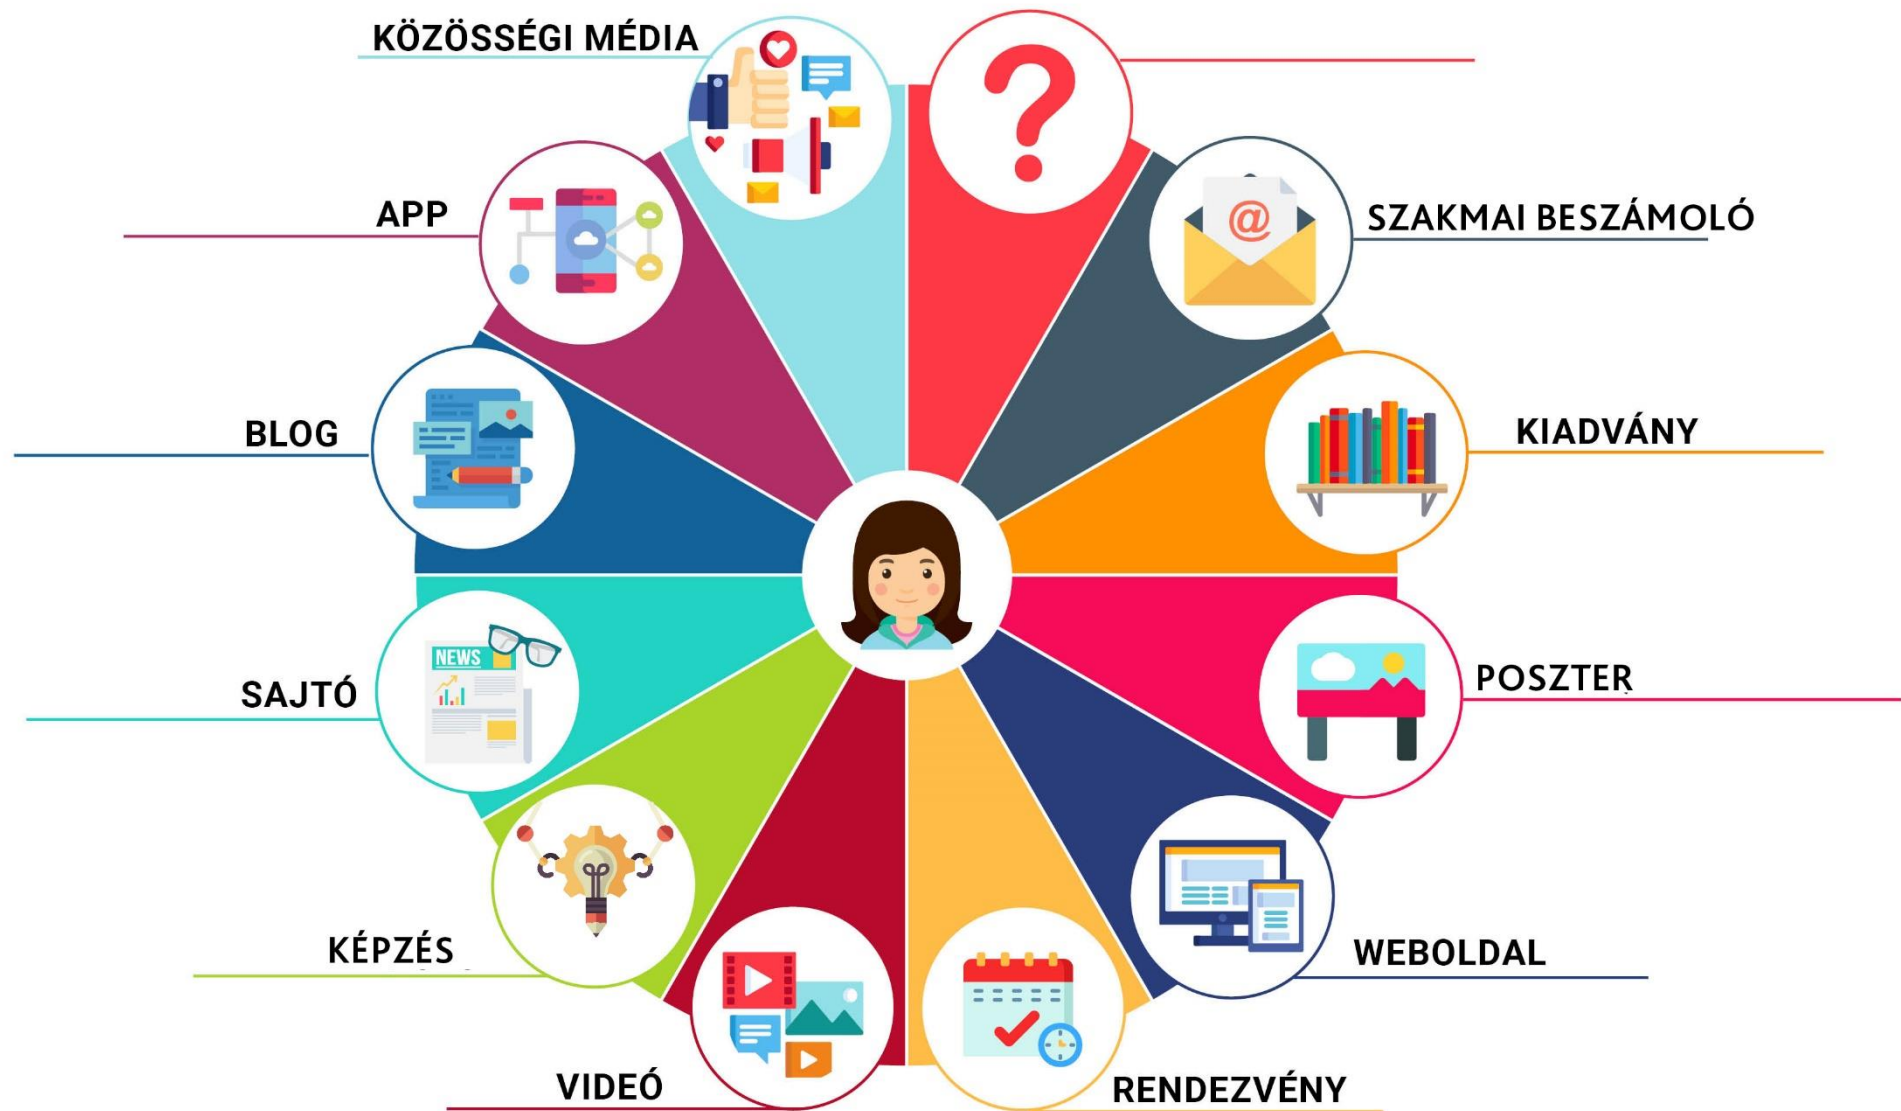 KÖZÖSSÉGI MÉDIA
?
APP
@
SZAKMAI BESZÁMOLÓ
BLOG
KIADVÁNY
NEWS
SAJTÓ
POSZTER
KÉPZÉS
WEBOLDAL
VIDEÓ
RENDEZVÉNY